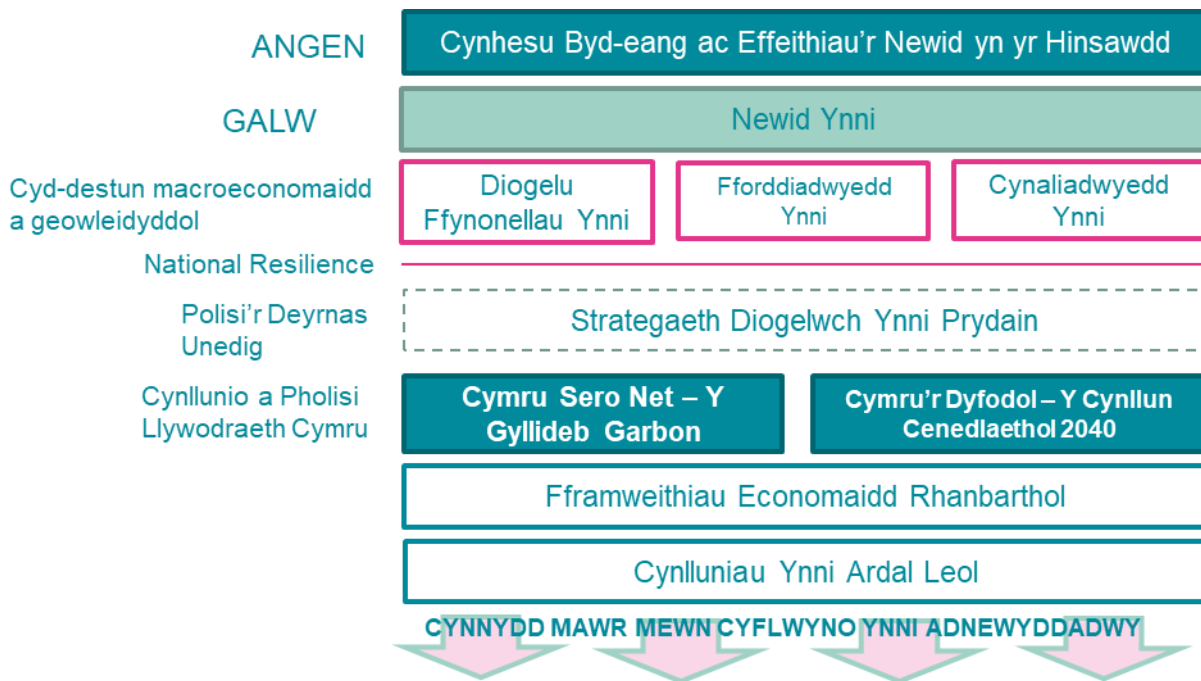 ANGEN
Cynhesu Byd-eang ac Effeithiau'r Newid yn yr Hinsawdd
GALW
Newid Ynni
Cyd-destun macroeconomaidd
a geowleidyddol
Diogelu
Ffynonellau Ynni
Fforddiadwyedd
Ynni
Cynaliadwyedd
Ynni
National Resilience
Polisi'r Deyrnas
Unedig
Strategaeth Diogelwch Ynni Prydain
Cynllunio a Pholisi
Llywodraeth Cymru
Cymru Sero Net – Y
Gyllideb Garbon
Cymru'r Dyfodol – Y Cynllun
Cenedlaethol 2040
Fframweithiau Economaidd Rhanbarthol
Cynlluniau Ynni Ardal Leol
CYNNYDD MAWR MEWN CYFLWYNO YNNI ADNEWYDDADWY